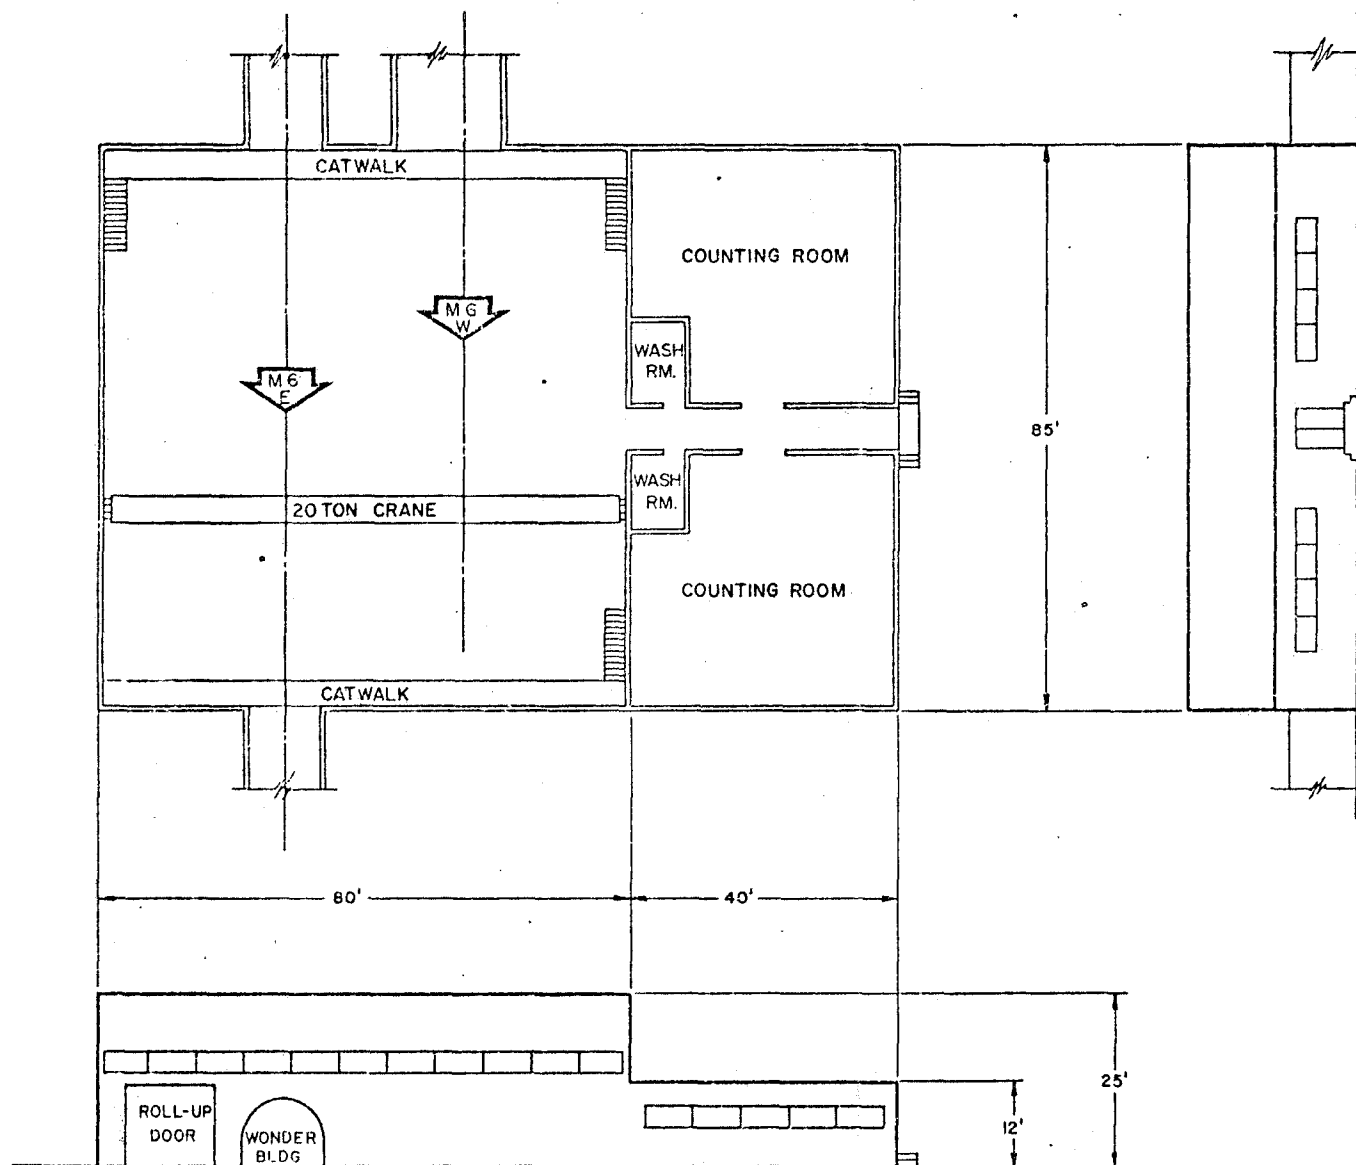 CATWALK
COUNTING ROOM
M 6
W
WASH
RM.
M 6
E
85'
WASH
RM.
20 TON CRANE
COUNTING ROOM
CATWALK
80'
40'
25'
ROLL-UP
DOOR
12'
WONDER
BLDG